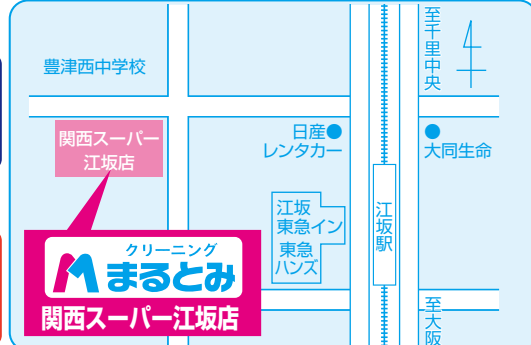 至千里中央
豊津西中学校
関西スーパー
江坂店
日産●
レンタカー
大同生命
江坂
東急イン
東急
ハンズ
江坂駅
クリーニング
まるとみ
関西スーパー江坂店
至大阪